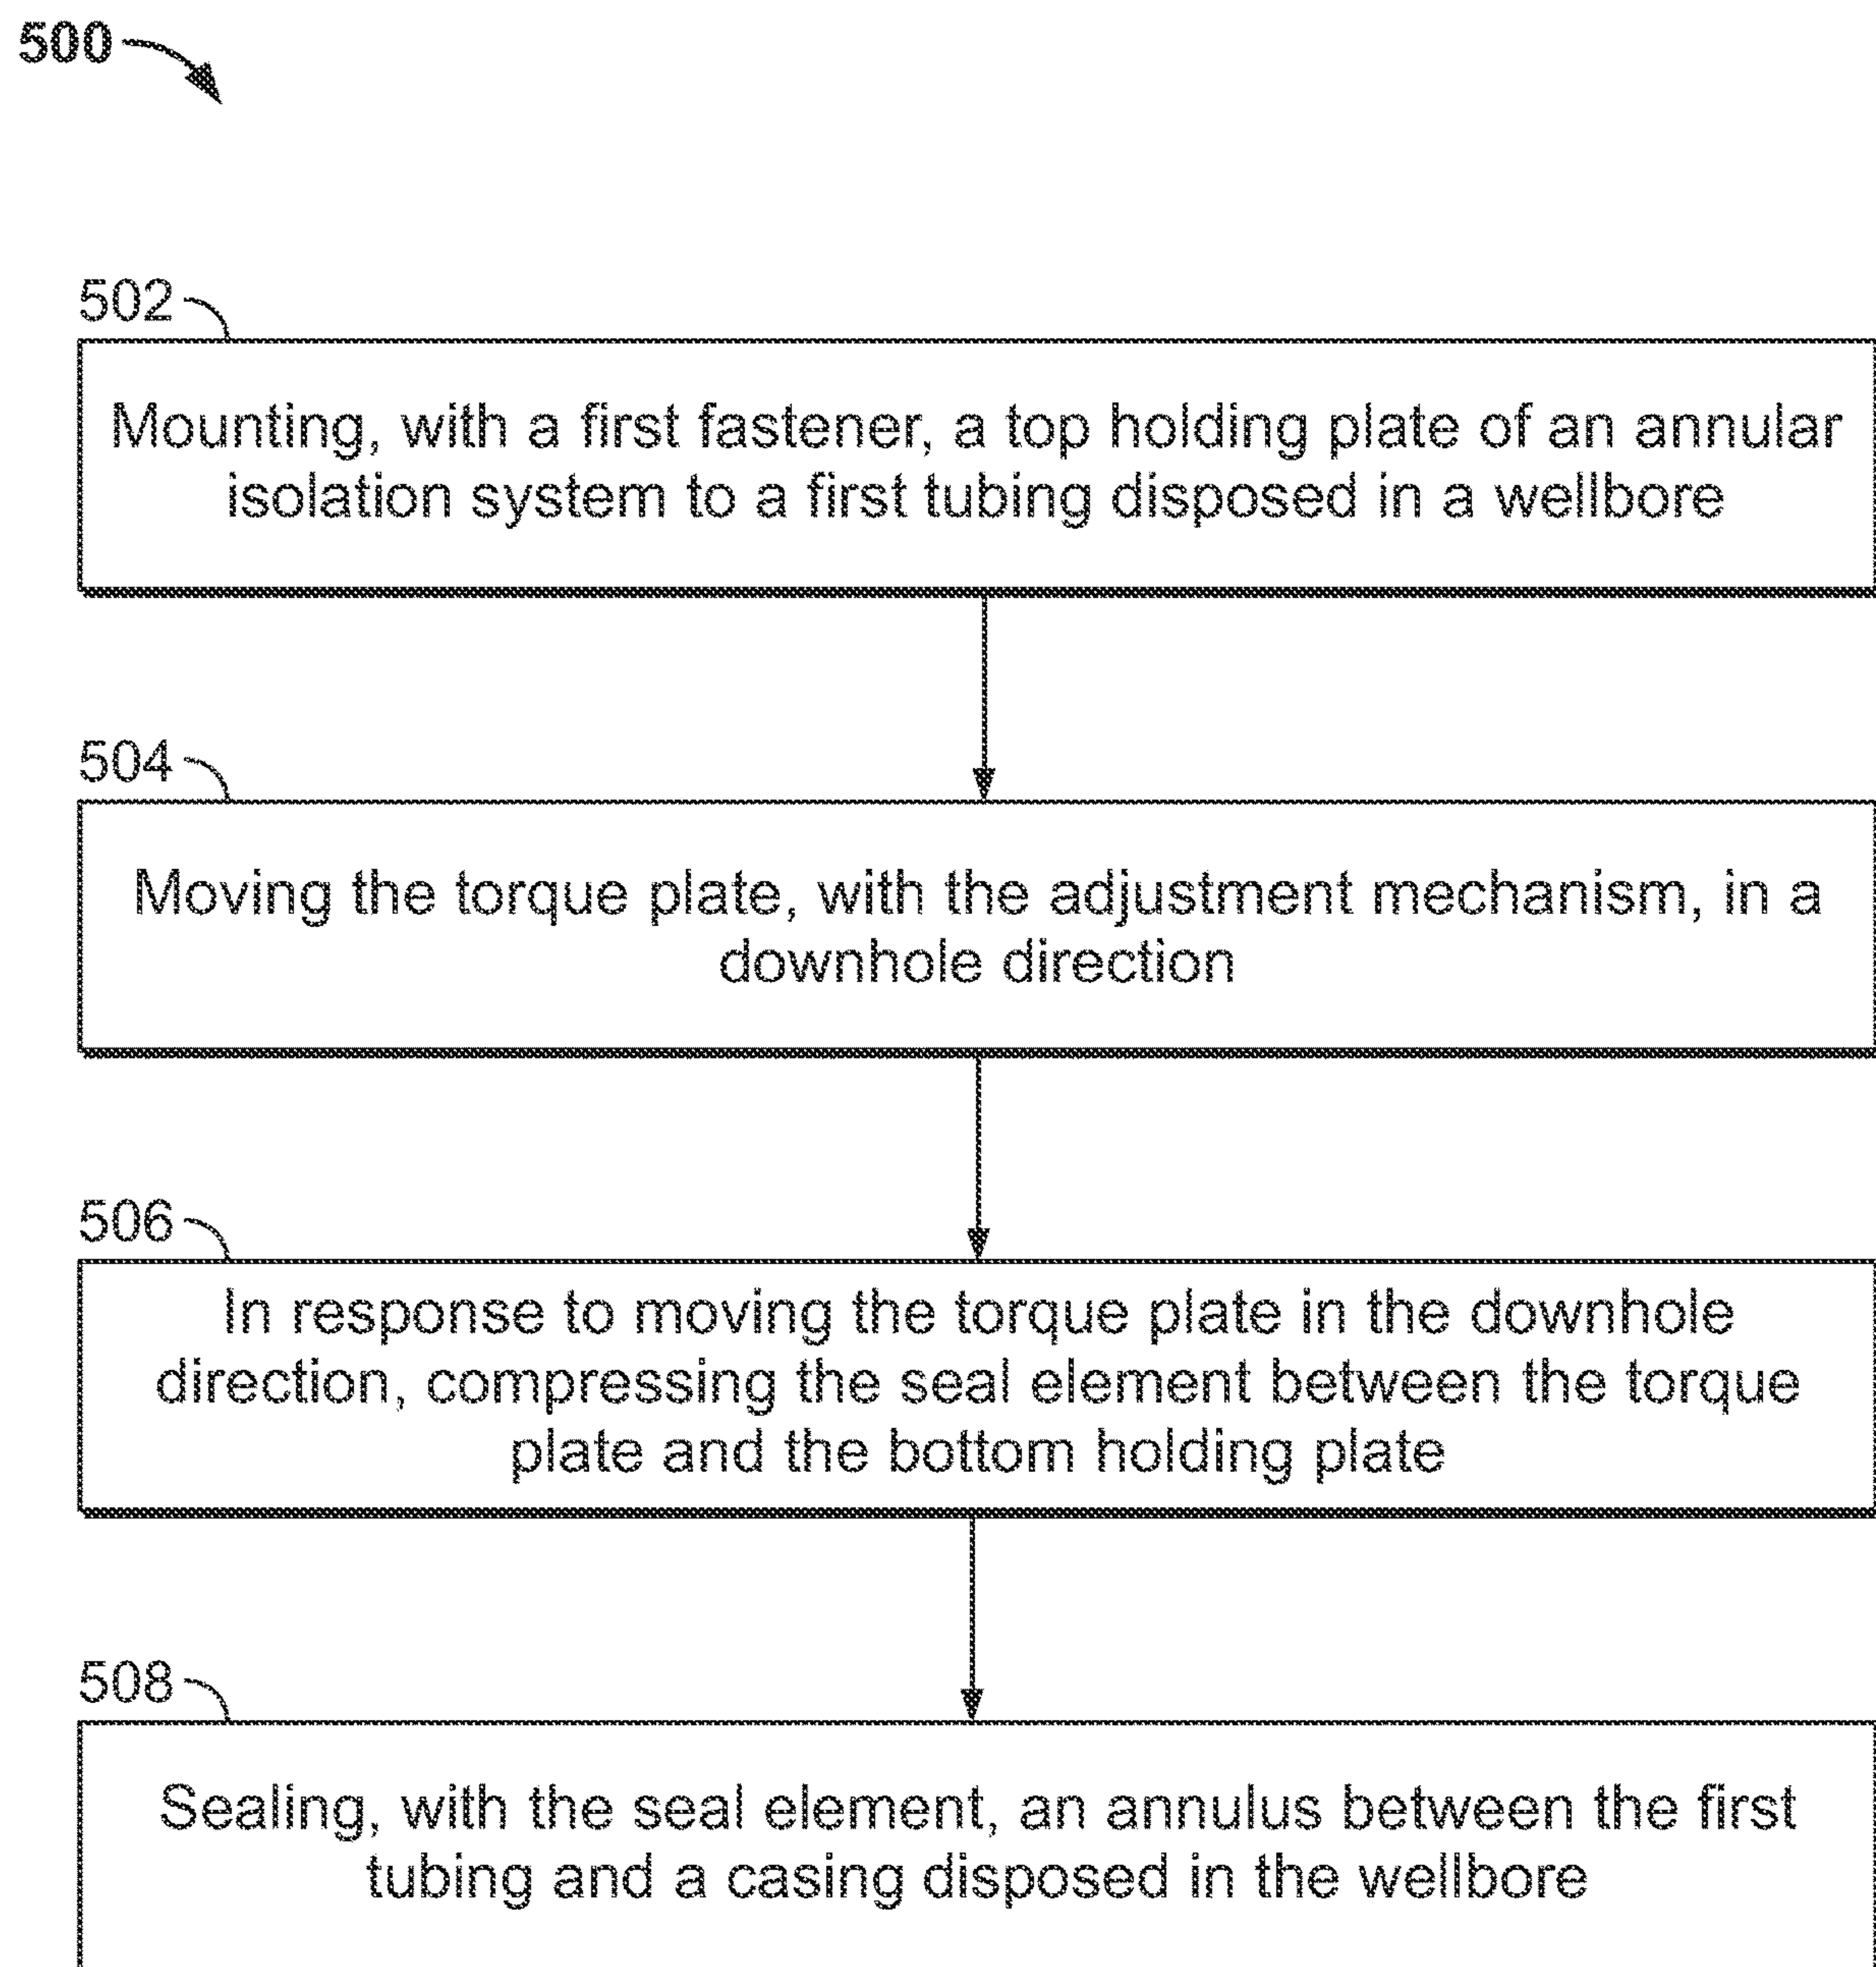 500
502
Mounting, with a first fastener, a top holding plate of an annular
isolation system to a first tubing disposed in a wellbore
504
Moving the torque plate, with the adjustment mechanism, in a
downhole direction
506
In response to moving the torque plate in the downhole
direction, compressing the seal element between the torque
plate and the bottom holding plate
508
Sealing, with the seal element, an annulus between the first
tubing and a casing disposed in the wellbore